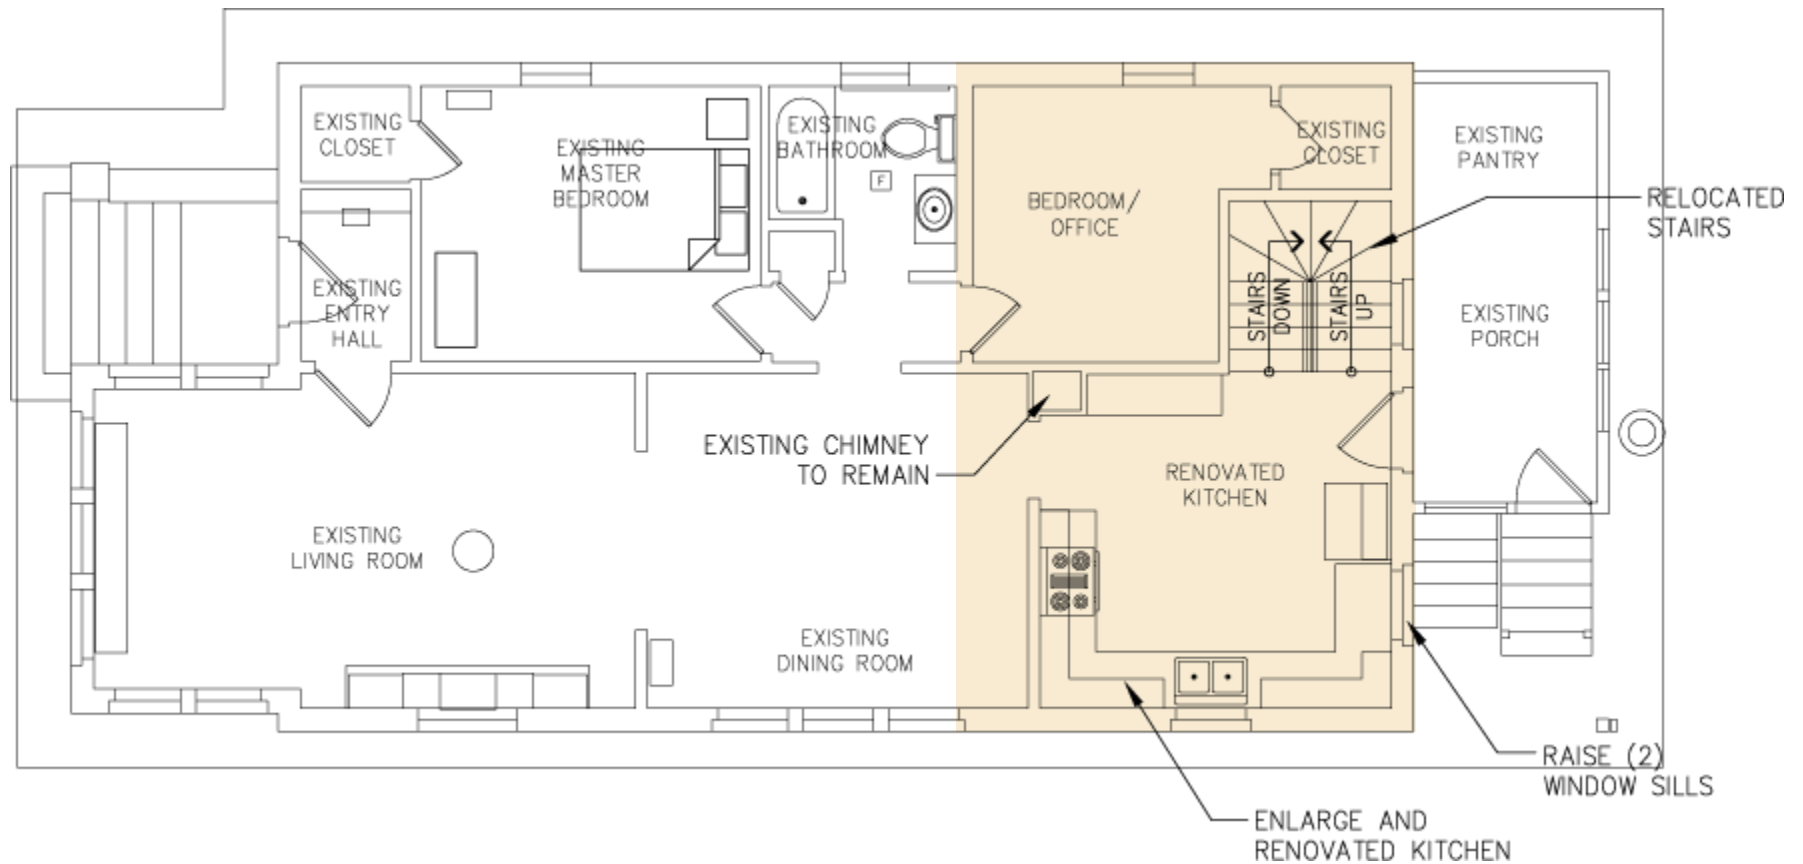 EXISTING
CLOSET
EXISTING
MASTER
BEDROOM
EXISTING
BATHROOM
F
EXISTING
CLOSET
EXISTING
PANTRY
BEDROOM/
OFFICE
RELOCATED
STAIRS
EXISTING
ENTRY
HALL
STAIRS
DOWN
STAIRS
UP
EXISTING
PORCH
EXISTING CHIMNEY
TO REMAIN
RENOVATED
KITCHEN
EXISTING
LIVING ROOM
EXISTING
DINING ROOM
RAISE (2)
WINDOW SILLS
ENLARGE AND
RENOVATED KITCHEN